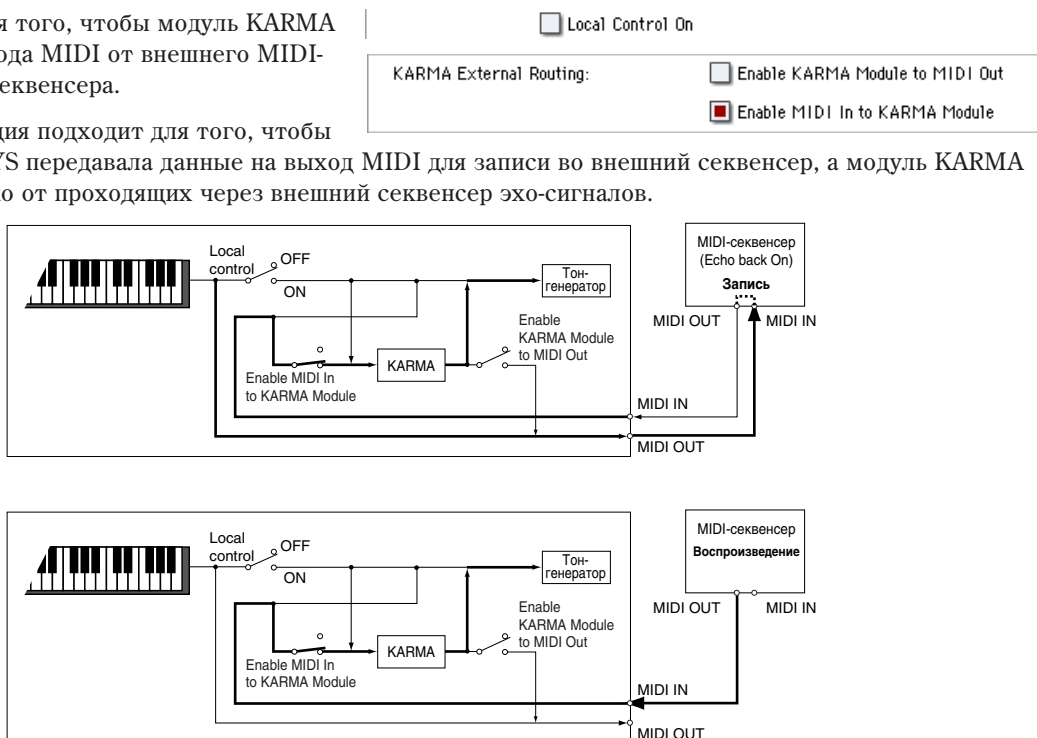 я того, чтобы модуль KARMA
ода MIDI от внешнего MIDI-
еквенсера.
Local Control On
KARMA External Routing:
Enable KARMA Module to MIDI Out
Enable MIDI In to KARMA Module
ция подходит для того, чтобы
YS передавала данные на выход MIDI для записи во внешний секвенсер, а модуль KARMA
о от проходящих через внешний секвенсер эхо-сигналов.
Local
control
OFF
ON
Тон-
генератор
Enable
KARMA Module
to MIDI Out
KARMA
Enable MIDI In
to KARMA Module
MIDI-секвенсер
(Echo back On)
Запись
MIDI OUT
MIDI IN
MIDI IN
MIDI OUT
Local
control
OFF
ON
Тон-
генератор
Enable
KARMA Module
to MIDI Out
KARMA
Enable MIDI In
to KARMA Module
MIDI-секвенсер
Воспроизведение
MIDI OUT
MIDI IN
MIDI IN
MIDI OUT